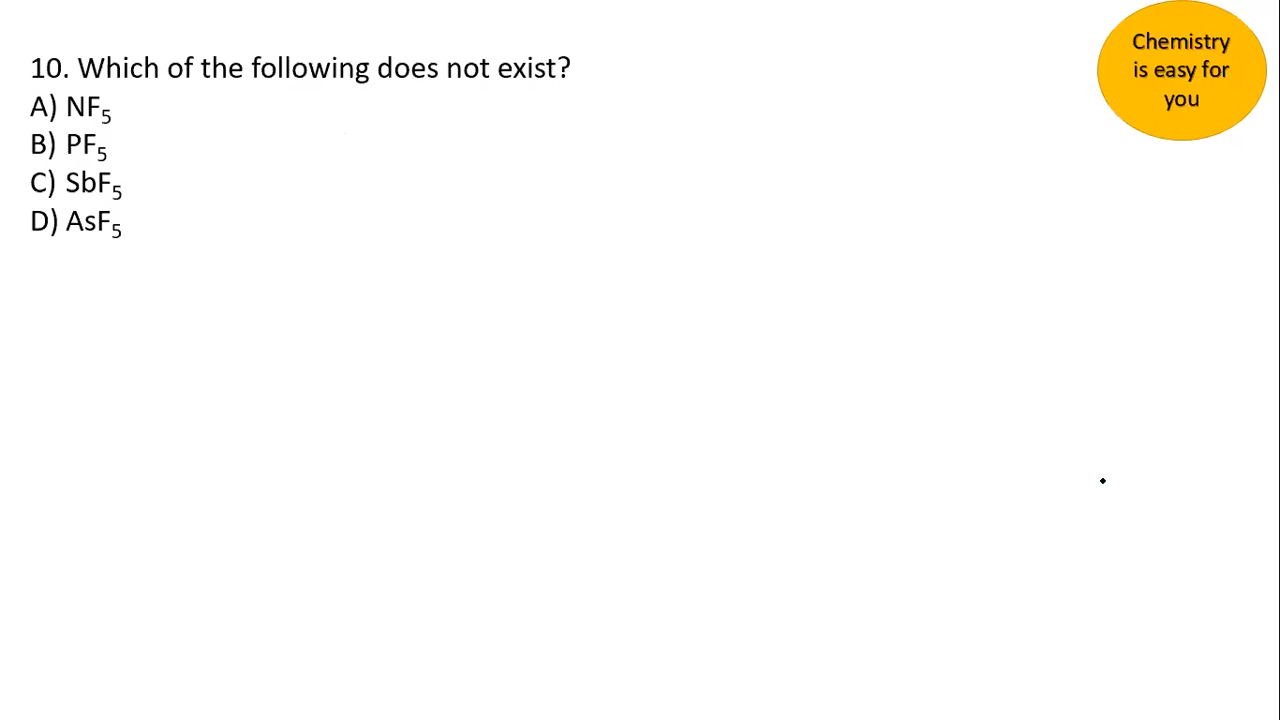 10. Which of the following does not exist?
A) NF₅
B) PF₅
C) SbF₅
D) AsF₅
Chemistry
is easy for
you